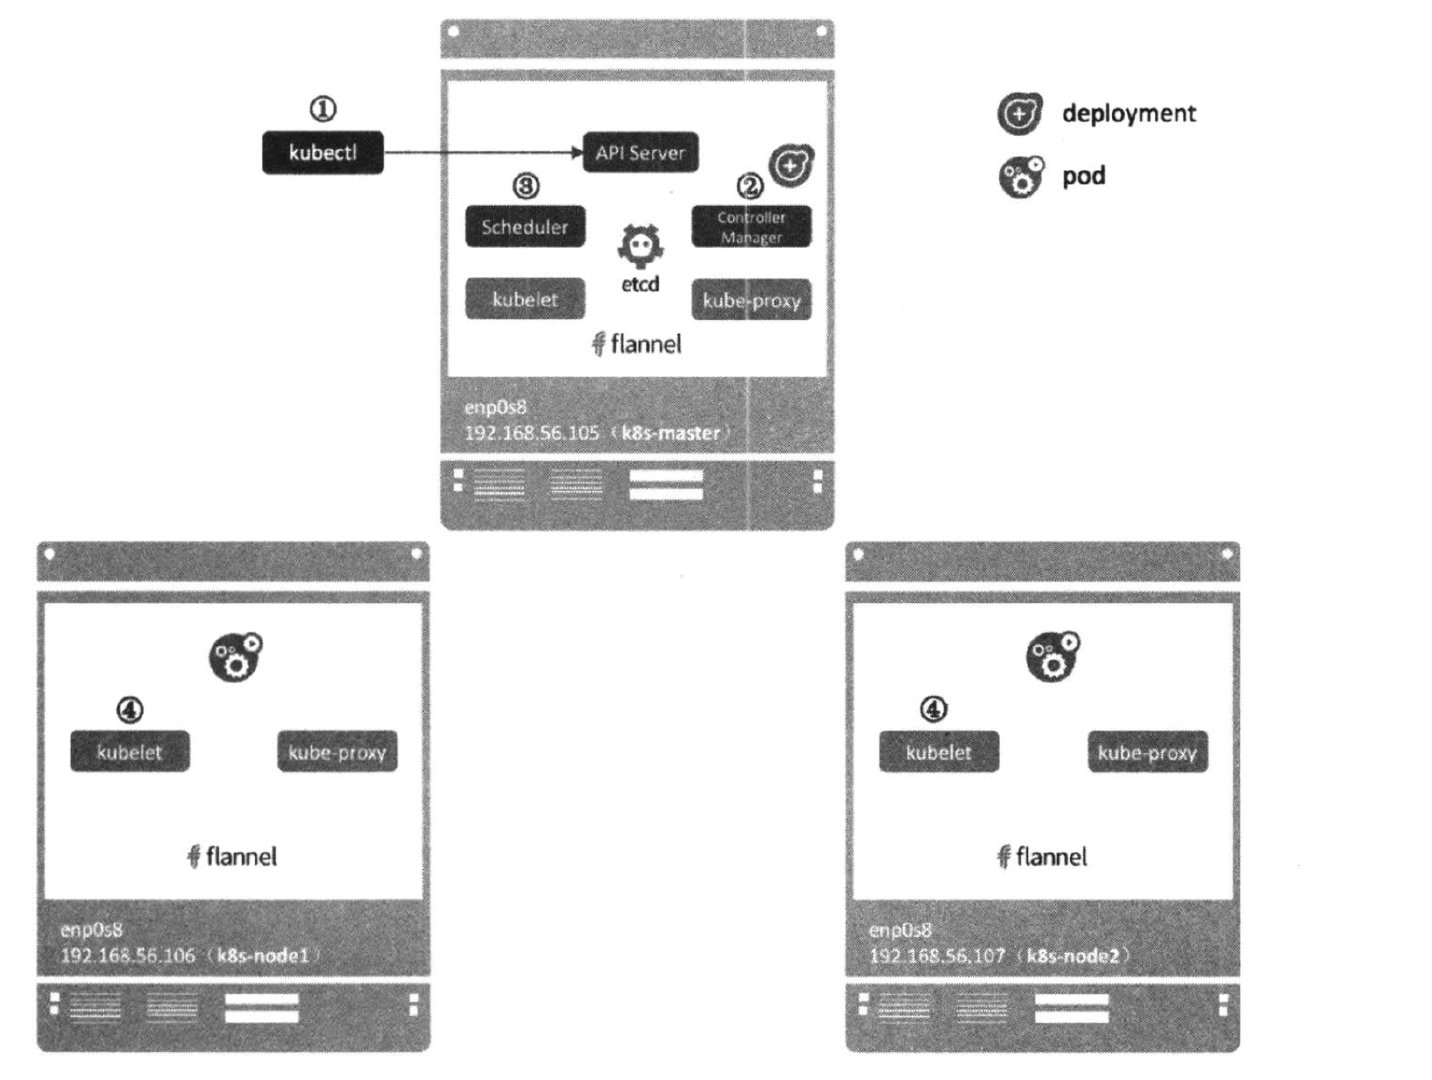 ①
kubectl
API Server
deployment
pod
③
②
Scheduler
Controller
Manager
etcd
kubelet
kube-proxy
flannel
enp0s8
192.168.56.105（k8s-master）
④
kubelet
kube-proxy
flannel
enp0s8
192.168.56.106（k8s-node1）
④
kubelet
kube-proxy
flannel
enp0s8
192.168.56.107（k8s-node2）